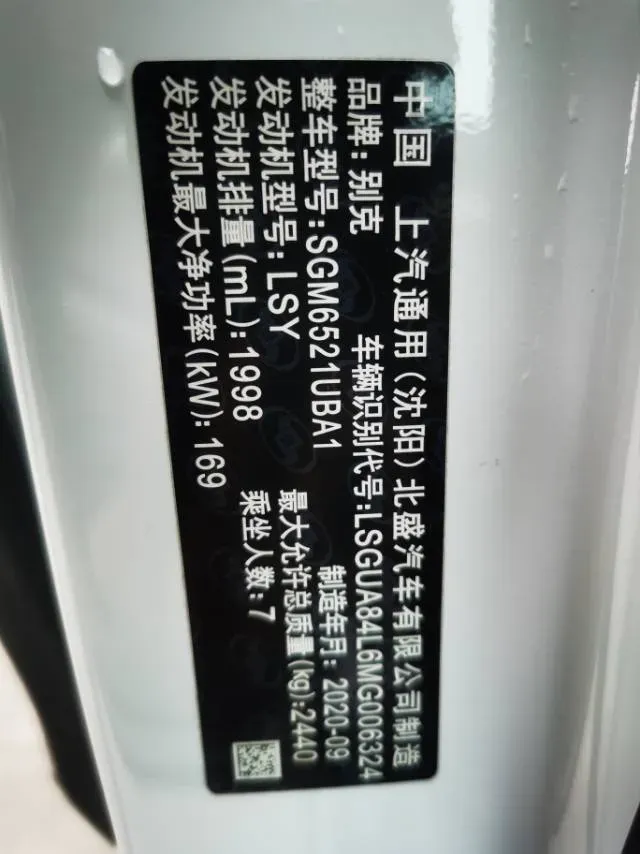 中国 上汽通用(沈阳)北盛汽车有限公司制造
品牌:别克 车辆识别代号:LSGUA84L6MG006324
整车型号:SGM6521UBA1 制造年月:2020-09
发动机型号:LSY 最大允许总质量(kg):2440
发动机排量(mL):1998 乘坐人数:7
发动机最大净功率(kW):169